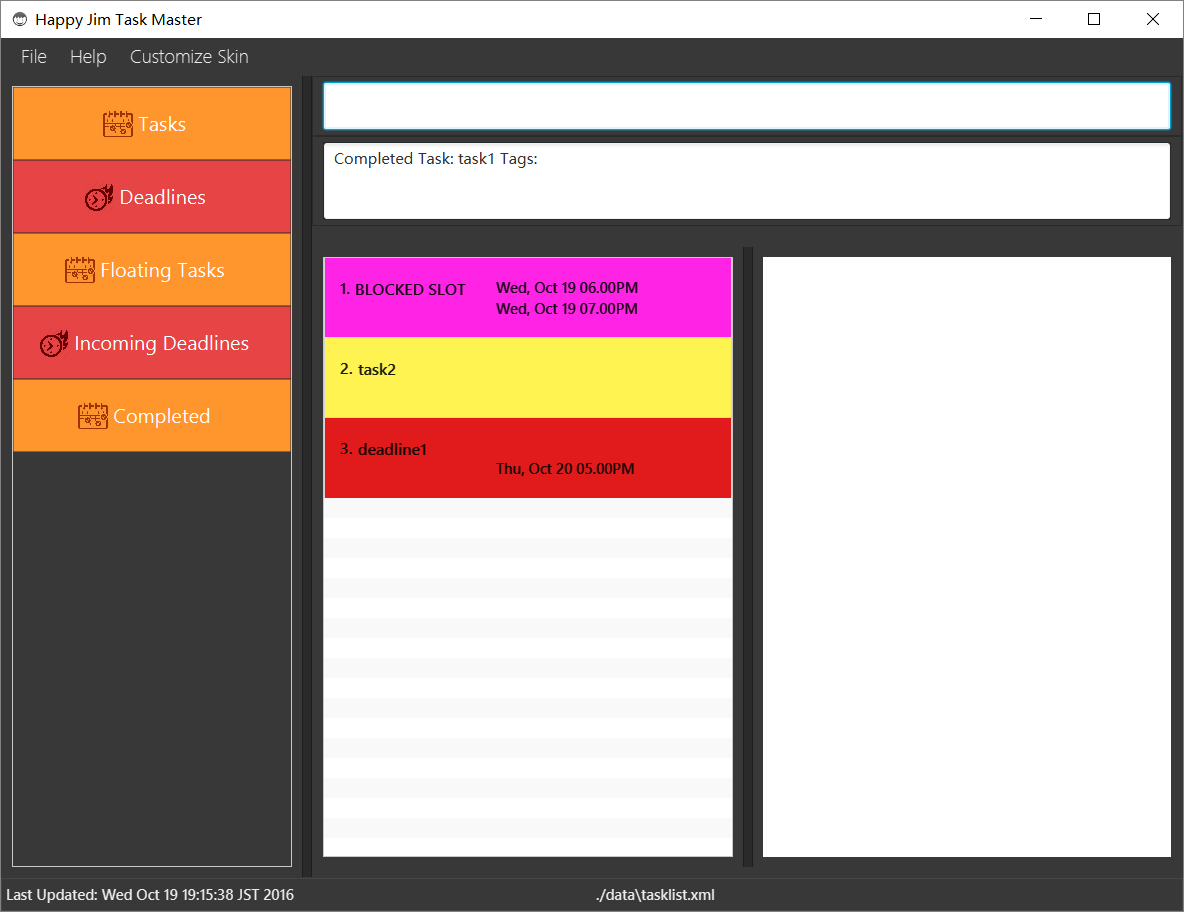 Happy Jim Task Master
File Help Customize Skin
Tasks
Deadlines
Floating Tasks
Incoming Deadlines
Completed
Completed Task: task1 Tags:
1. BLOCKED SLOT
Wed, Oct 19 06.00PM
Wed, Oct 19 07.00PM
2. task2
3. deadline1
Thu, Oct 20 05.00PM
Last Updated: Wed Oct 19 19:15:38 JST 2016
./data\tasklist.xml